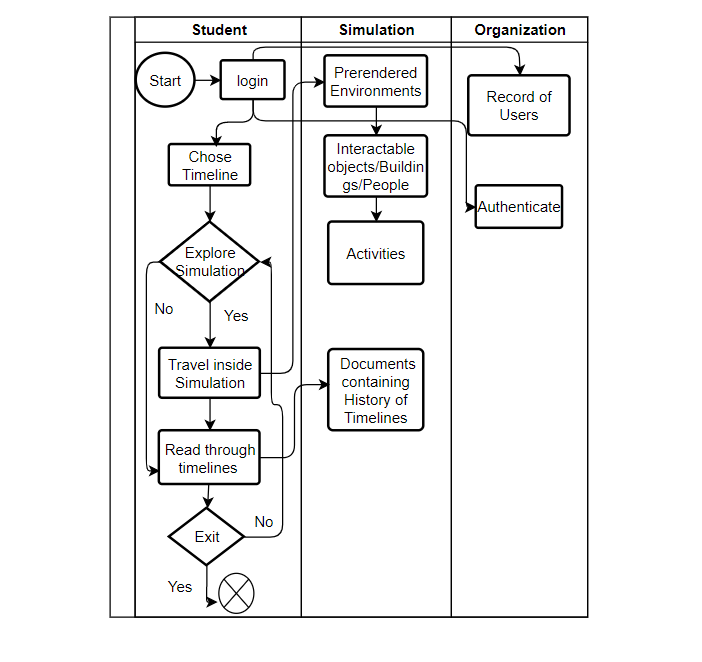 Student
Simulation
Organization
Start
login
Prerendered
Environments
Record of
Users
Chose
Timeline
Interactable
objects/Buildin
gs/People
Authenticate
Explore
Simulation
Activities
No
Yes
Travel inside
Simulation
Documents
containing
History of
Timelines
Read through
timelines
Exit
No
Yes